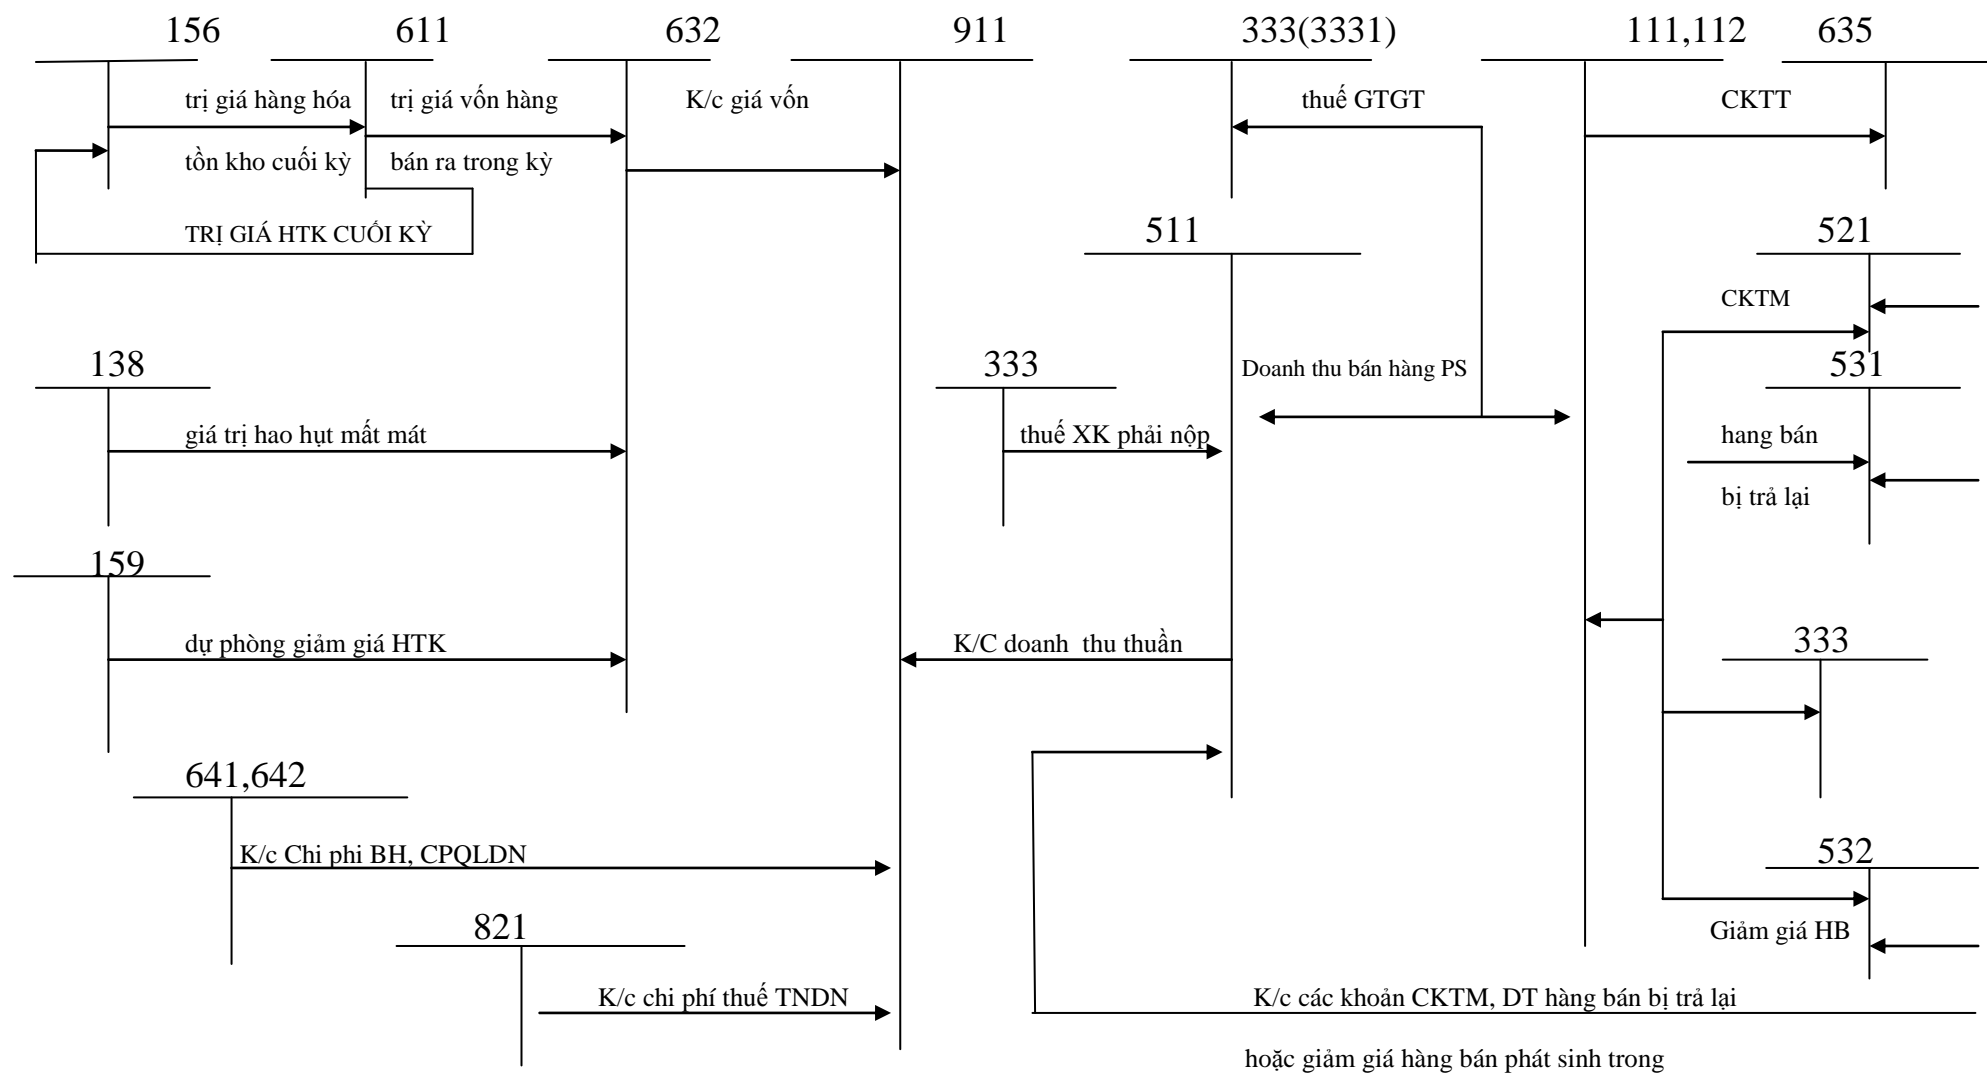 156
611
632
911
333(3331)
111,112
635
trị giá hàng hóa
trị giá vốn hàng
K/c giá vốn
thuế GTGT
CKTT
tồn kho cuối kỳ
bán ra trong kỳ
TRỊ GIÁ HTK CUỐI KỲ
511
521
CKTM
138
333
Doanh thu bán hàng PS
531
giá trị hao hụt mất mát
thuế XK phải nộp
hang bán
bị trả lại
159
dự phòng giảm giá HTK
K/C doanh thu thuần
333
641,642
K/c Chi phi BH, CPQLDN
532
821
Giảm giá HB
K/c chi phí thuế TNDN
K/c các khoản CKTM, DT hàng bán bị trả lại
hoặc giảm giá hàng bán phát sinh trong